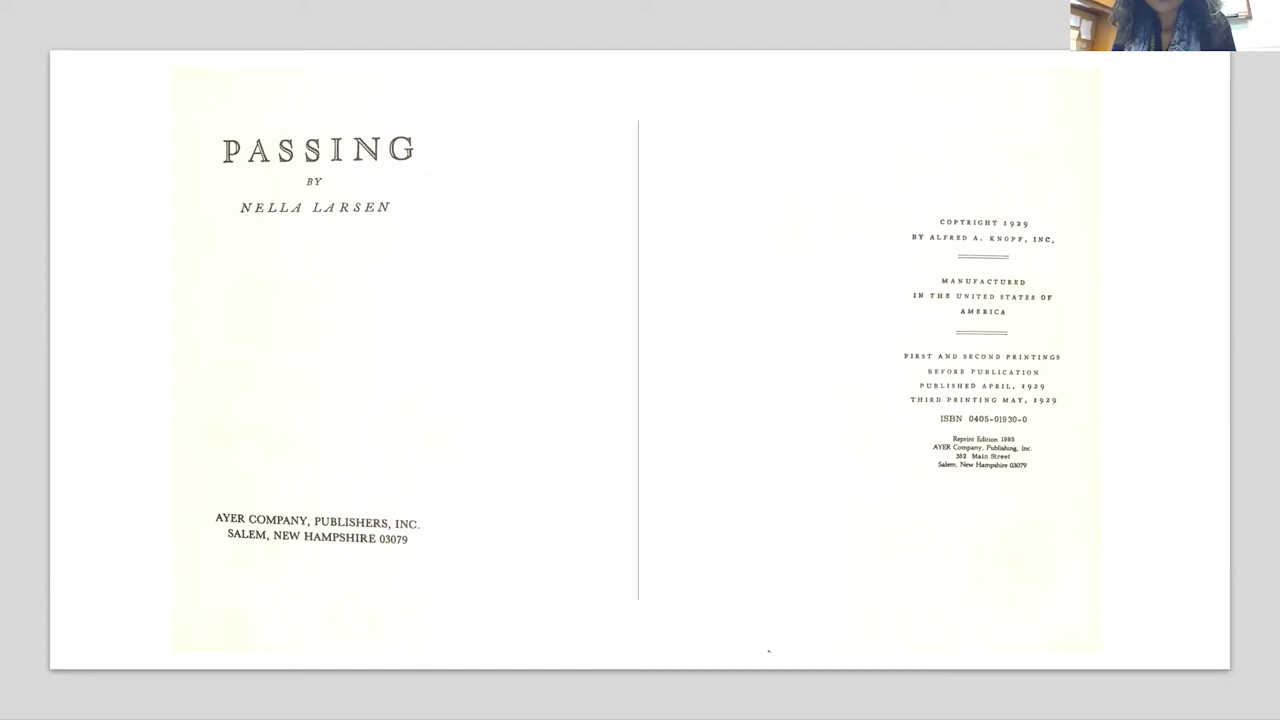 PASSING
BY
NELLA LARSEN
AYER COMPANY, PUBLISHERS, INC.
SALEM, NEW HAMPSHIRE 03079
COPYRIGHT 1929
BY ALFRED A. KNOPF, INC.
MANUFACTURED
IN THE UNITED STATES OF
AMERICA
FIRST AND SECOND PRINTINGS
BEFORE PUBLICATION
PUBLISHED APRIL, 1929
THIRD PRINTING MAY, 1929
ISBN 0405-01930-0
Reprint Edition 1985
AYER Company, Publishing, Inc.
382 Main Street
Salem, New Hampshire 03079